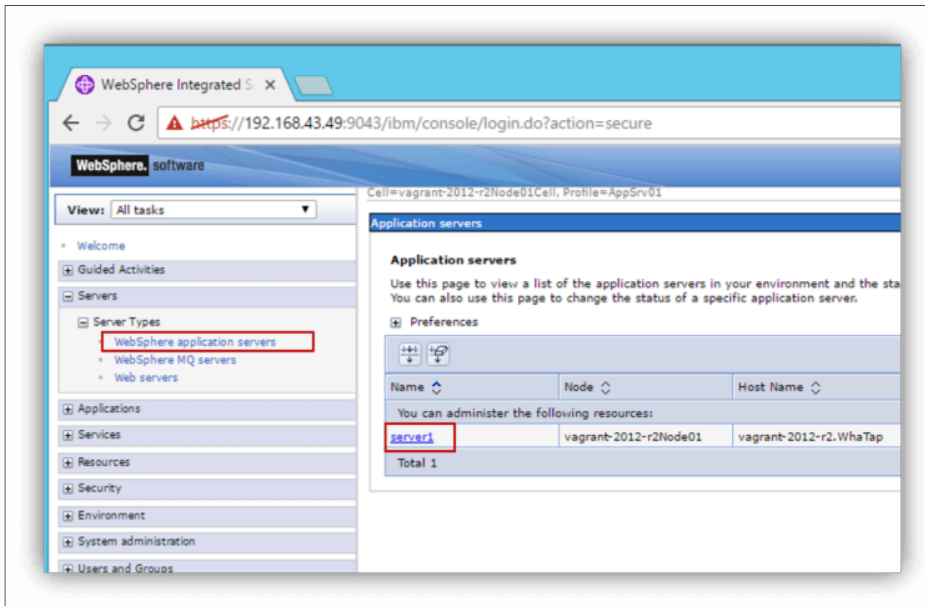 WebSphere Integrated S
https://192.168.43.49:9043/ibm/console/login.do?action=secure
WebSphere. software
View: All tasks
Welcome
Guided Activities
Servers
Server Types
WebSphere application servers
WebSphere MQ servers
Web servers
Applications
Services
Resources
Security
Environment
System administration
Users and Groups
Cell=vagrant-2012-r2Node01Cell, Profile=AppSrv01
Application servers
Application servers
Use this page to view a list of the application servers in your environment and the sta
You can also use this page to change the status of a specific application server.
Preferences
Name Node Host Name
You can administer the following resources:
server1 vagrant-2012-r2Node01 vagrant-2012-r2.WhaTap
Total 1